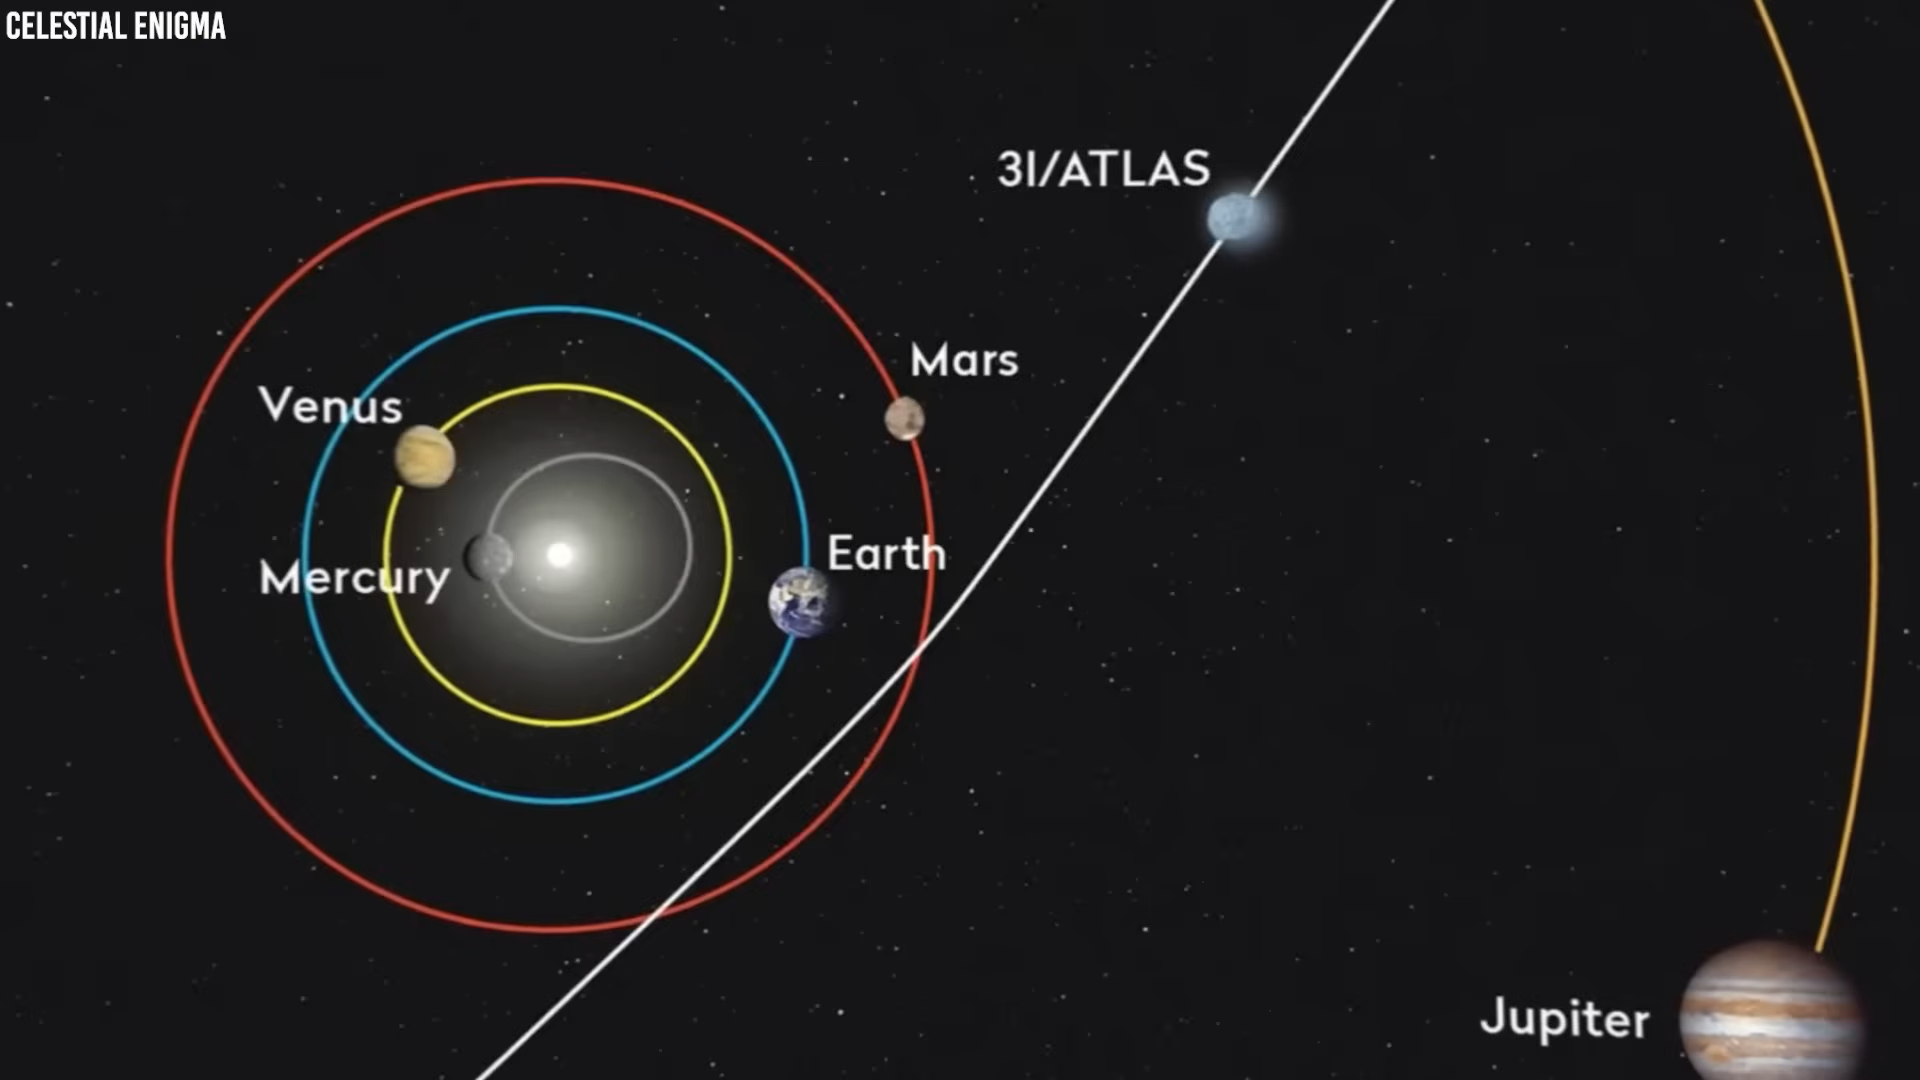 CELESTIAL ENIGMA
3I/ATLAS
Mars
Venus
Earth
Mercury
Jupiter